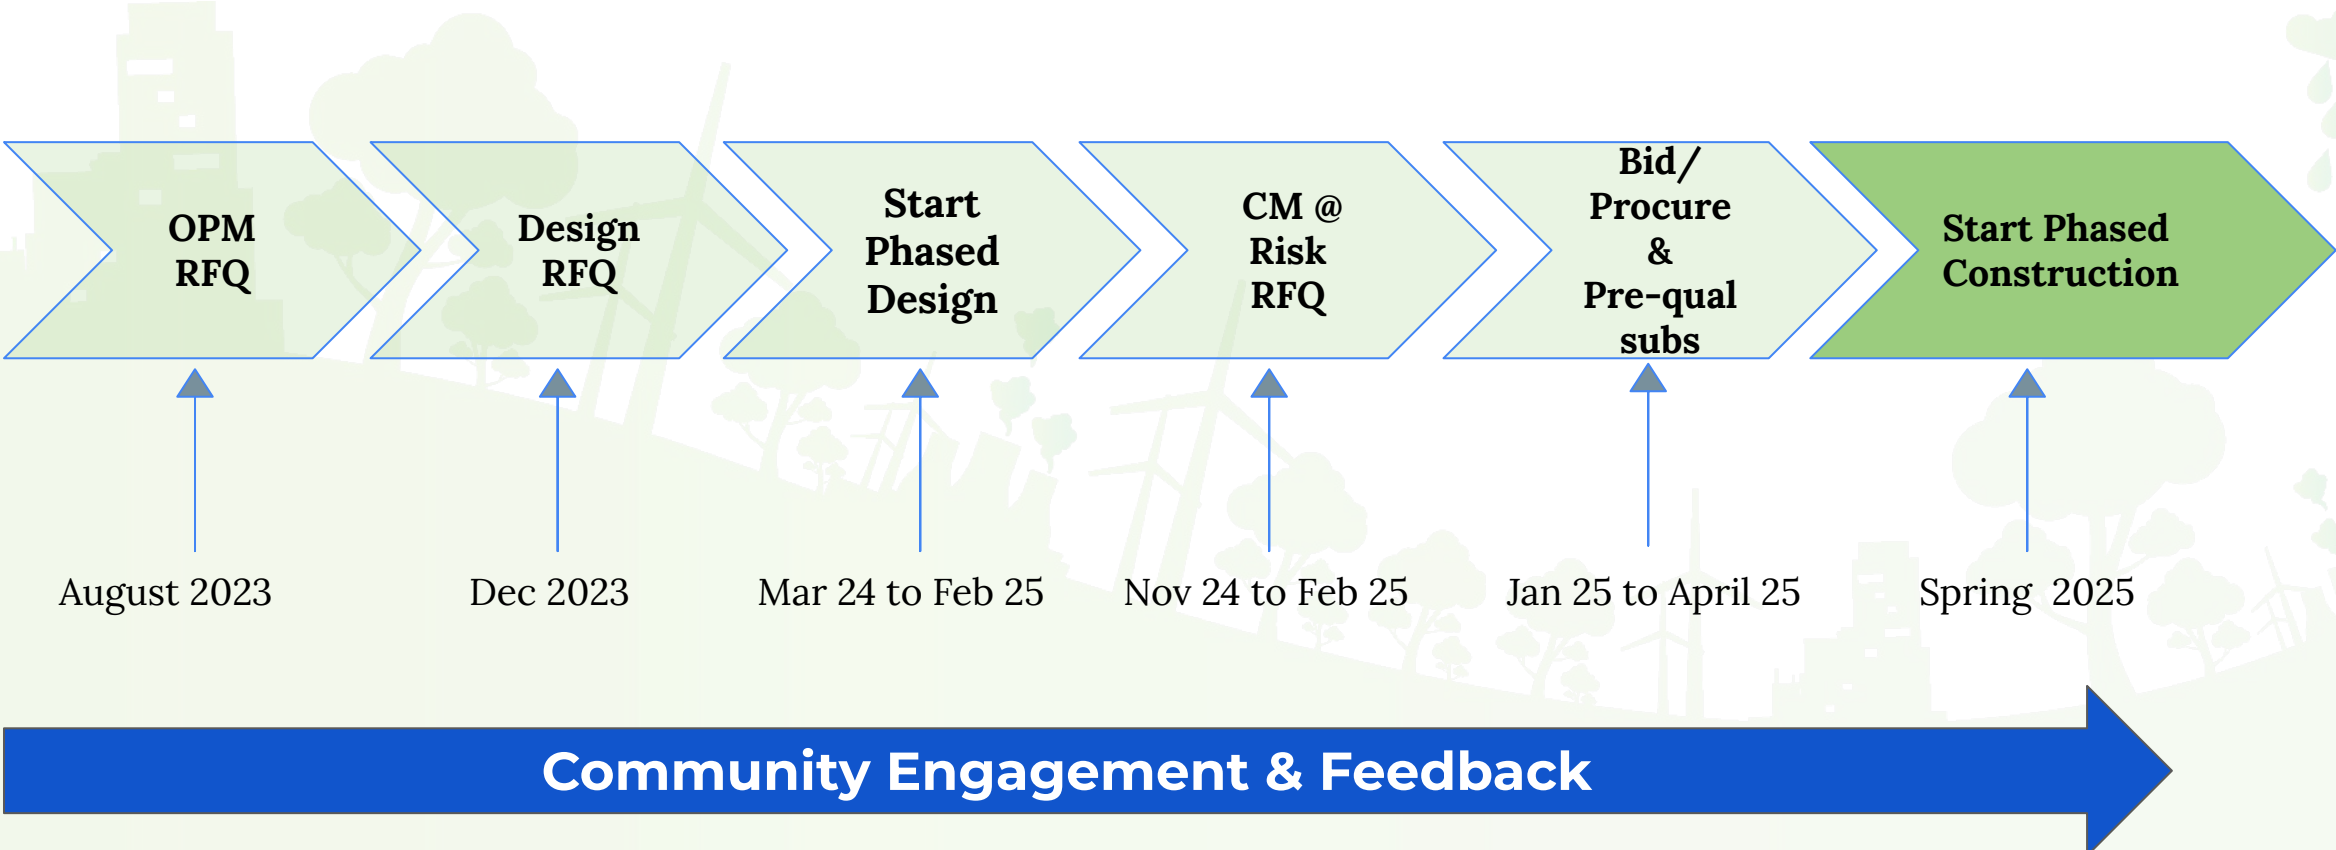 OPM
RFQ
Design
RFQ
Start
Phased
Design
CM @
Risk
RFQ
Bid/
Procure
&
Pre-qual
subs
Start Phased
Construction
August 2023
Dec 2023
Mar 24 to Feb 25
Nov 24 to Feb 25
Jan 25 to April 25
Spring  2025
Community Engagement & Feedback